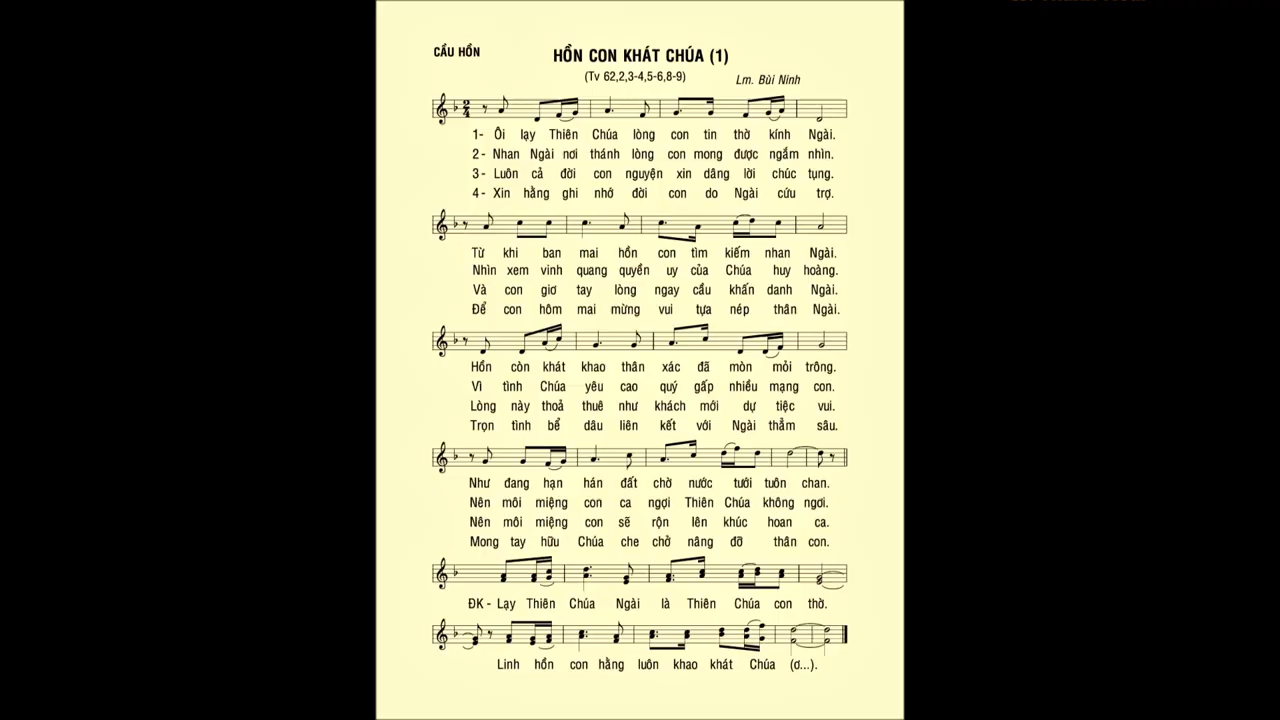 CẦU HỒN
HỒN CON KHÁT CHÚA (1)
(Tv 62,2,3-4,5-6,8-9)
Lm. Bùi Ninh
1- Ôi lạy Thiên Chúa lòng con tin thờ kính Ngài.
2- Nhan Ngài nơi thánh lòng con mong được ngắm nhìn.
3- Luôn cả đời con nguyện xin dâng lời chúc tụng.
4- Xin hằng ghi nhớ đời con do Ngài cứu trợ.
Từ khi ban mai hồn con tìm kiếm nhan Ngài.
Nhìn xem vinh quang quyền uy của Chúa huy hoàng.
Và con giơ tay lòng ngay cầu khấn danh Ngài.
Để con hôm mai mừng vui tựa nép thân Ngài.
Hồn còn khát khao thân xác đã mòn mỏi trông.
Vì tình Chúa yêu cao quý gấp nhiều mạng con.
Lòng này thoả thuê như khách mới dự tiệc vui.
Trọn tình bể dâu liên kết với Ngài thẳm sâu.
Như đang hạn hán đất chờ nước tưới tuôn chan.
Nên môi miệng con ca ngợi Thiên Chúa không ngơi.
Nên môi miệng con sẽ rộn lên khúc hoan ca.
Mong tay hữu Chúa che chở nâng đỡ thân con.
ĐK - Lạy Thiên Chúa Ngài là Thiên Chúa con thờ.
Linh hồn con hằng luôn khao khát Chúa (ơ...).